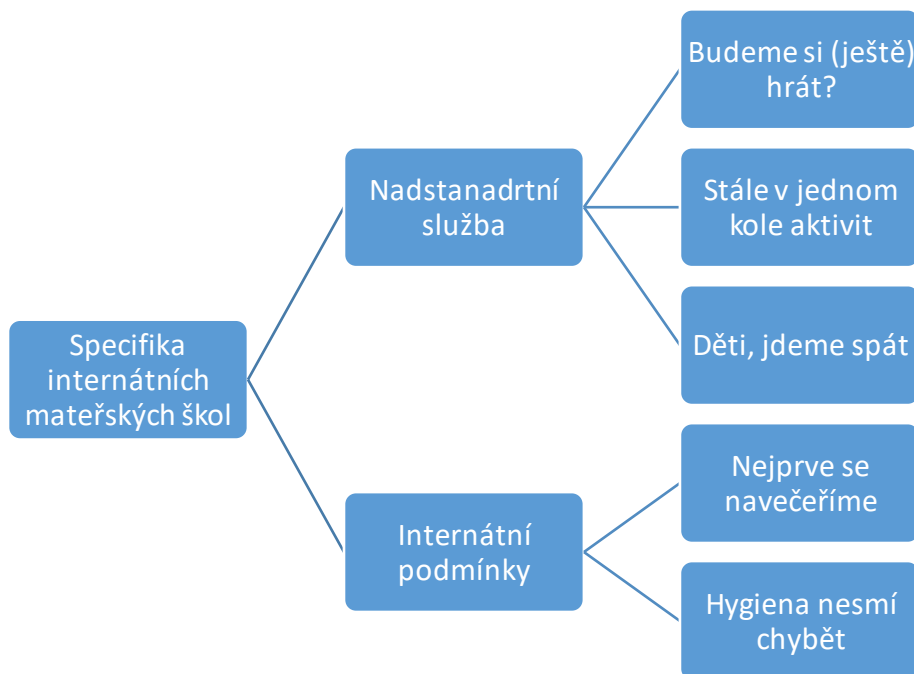 Specifika
internátních
mateřských škol
Nadstanadrtní
služba
Budeme si (ještě)
hrát?
Stále v jednom
kole aktivit
Děti, jdeme spát
Internátní
podmínky
Nejprve se
navečeříme
Hygiena nesmí
chybět